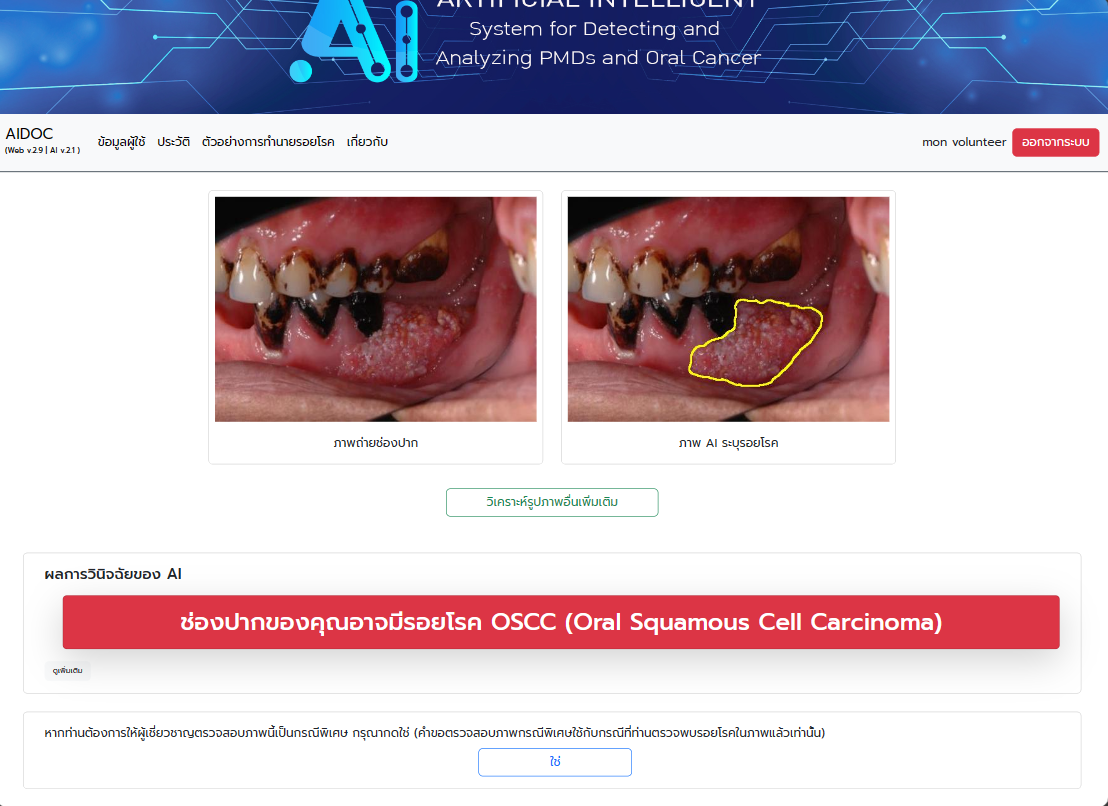 ARTIFICIAL INTELLIGENT
System for Detecting and
Analyzing PMDs and Oral Cancer
AI
AIDOC
(Web v.2.9 | AI v.2.1 )
ข้อมูลผู้ใช้ ประวัติ ตัวอย่างการทำนายรอยโรค เกี่ยวกับ
mon volunteer ออกจากระบบ
ภาพถ่ายช่องปาก
ภาพ AI ระบุรอยโรค
วิเคราะห์รูปภาพอื่นเพิ่มเติม
ผลการวินิจฉัยของ AI
ช่องปากของคุณอาจมีรอยโรค OSCC (Oral Squamous Cell Carcinoma)
ดูเพิ่มเติม
หากท่านต้องการให้ผู้เชี่ยวชาญตรวจสอบภาพนี้เป็นกรณีพิเศษ กรุณากดใช่ (คำขอตรวจสอบภาพกรณีพิเศษใช้กับกรณีที่ท่านตรวจพบรอยโรคในภาพแล้วเท่านั้น)
ใช่